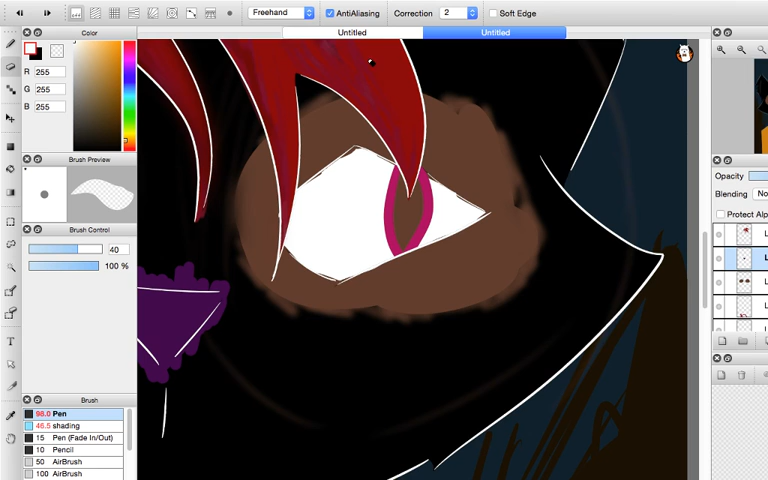 Freehand
AntiAliasing
Correction
2
Soft Edge
Untitled
Untitled
Color
R 255
G 255
B 255
Brush Preview
Brush Control
40
100 %
Brush
98.0 Pen
46.5 shading
15 Pen (Fade In/Out)
10 Pencil
50 AirBrush
100 AirBrush
Opacity
Blending
No
Protect Alp
L
L
L
L
T